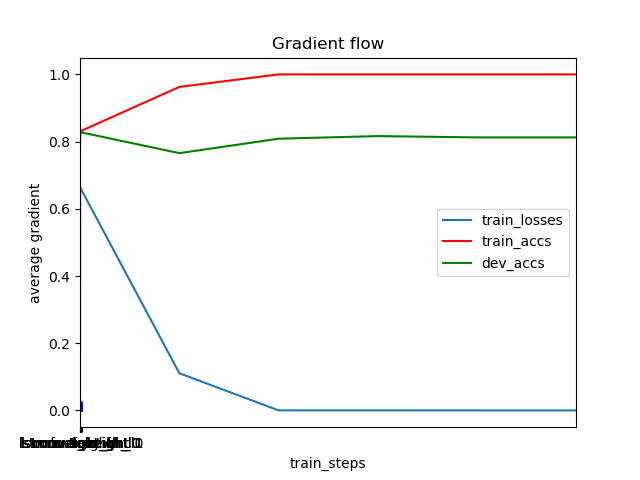 Gradient flow
1.0
0.8
0.6
0.4
0.2
0.0
average gradient
train_losses
train_accs
dev_accs
train_steps